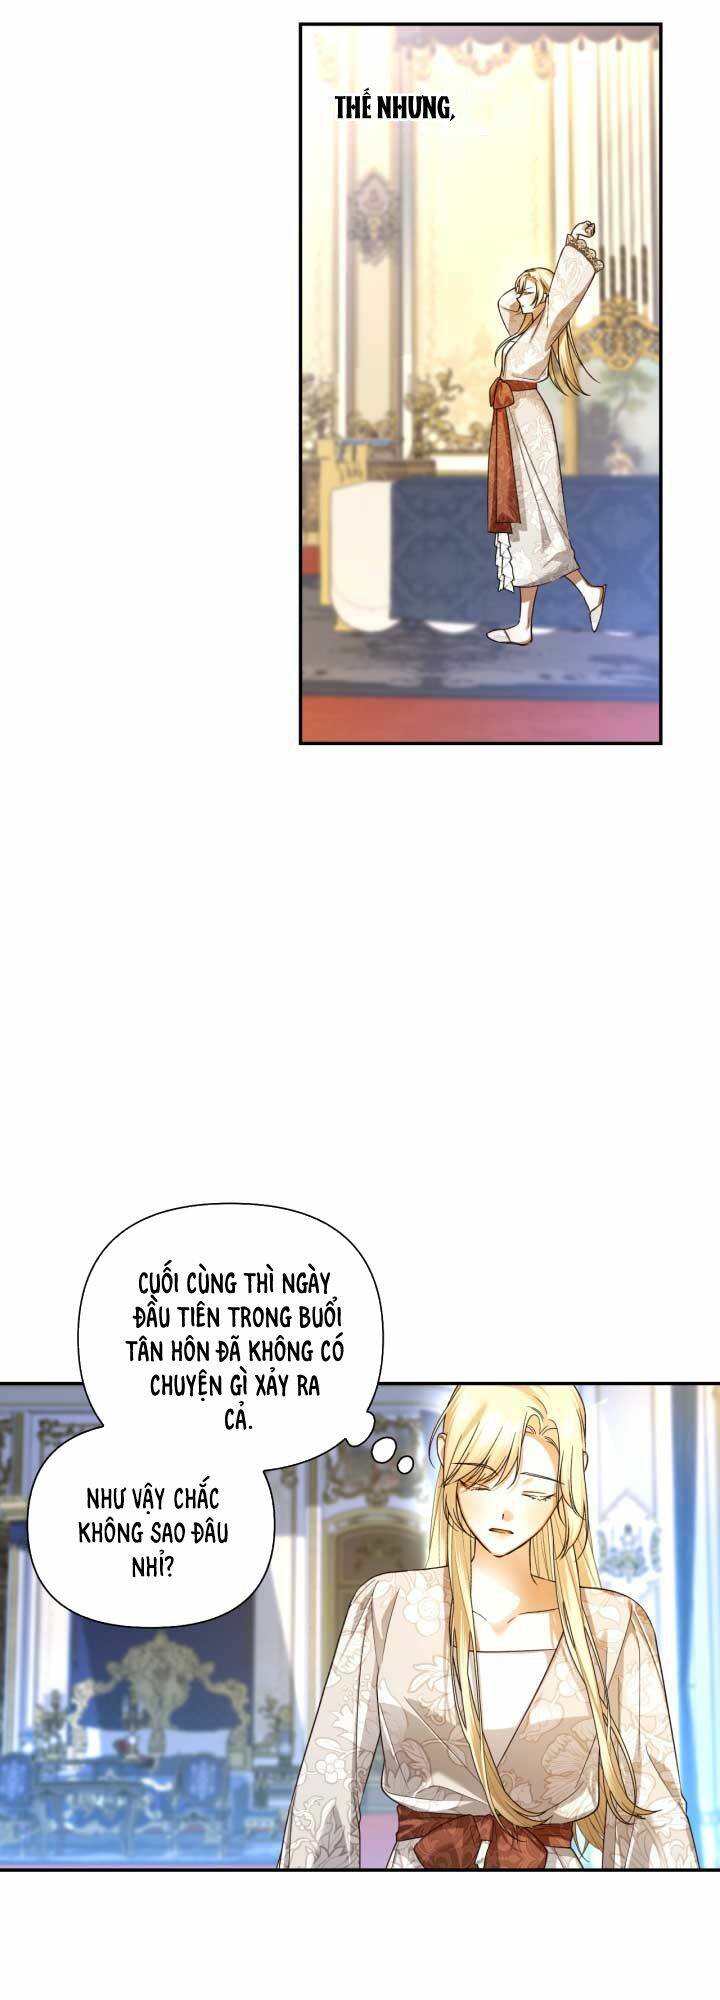 THẾ NHƯNG,
CUỐI CÙNG THÌ NGÀY
ĐẦU TIÊN TRONG BUỔI
TÂN HÔN ĐÃ KHÔNG CÓ
CHUYỆN GÌ XẢY RA
CẢ.
NHƯ VẬY CHẮC
KHÔNG SAO ĐÂU
NHỈ?